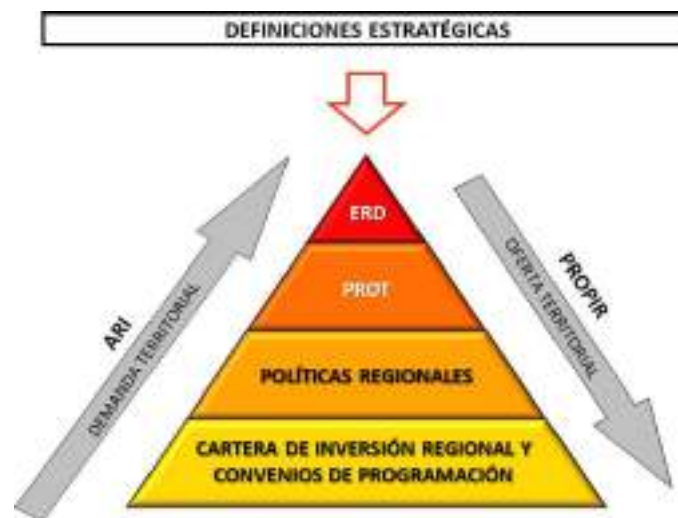 DEFINICIONES ESTRATÉGICAS
ERD
PROT
POLÍTICAS REGIONALES
CARTERA DE INVERSIÓN REGIONAL Y
CONVENIOS DE PROGRAMACIÓN
ARI
DEMANDA TERRITORIAL
PROPIR
OFERTA TERRITORIAL